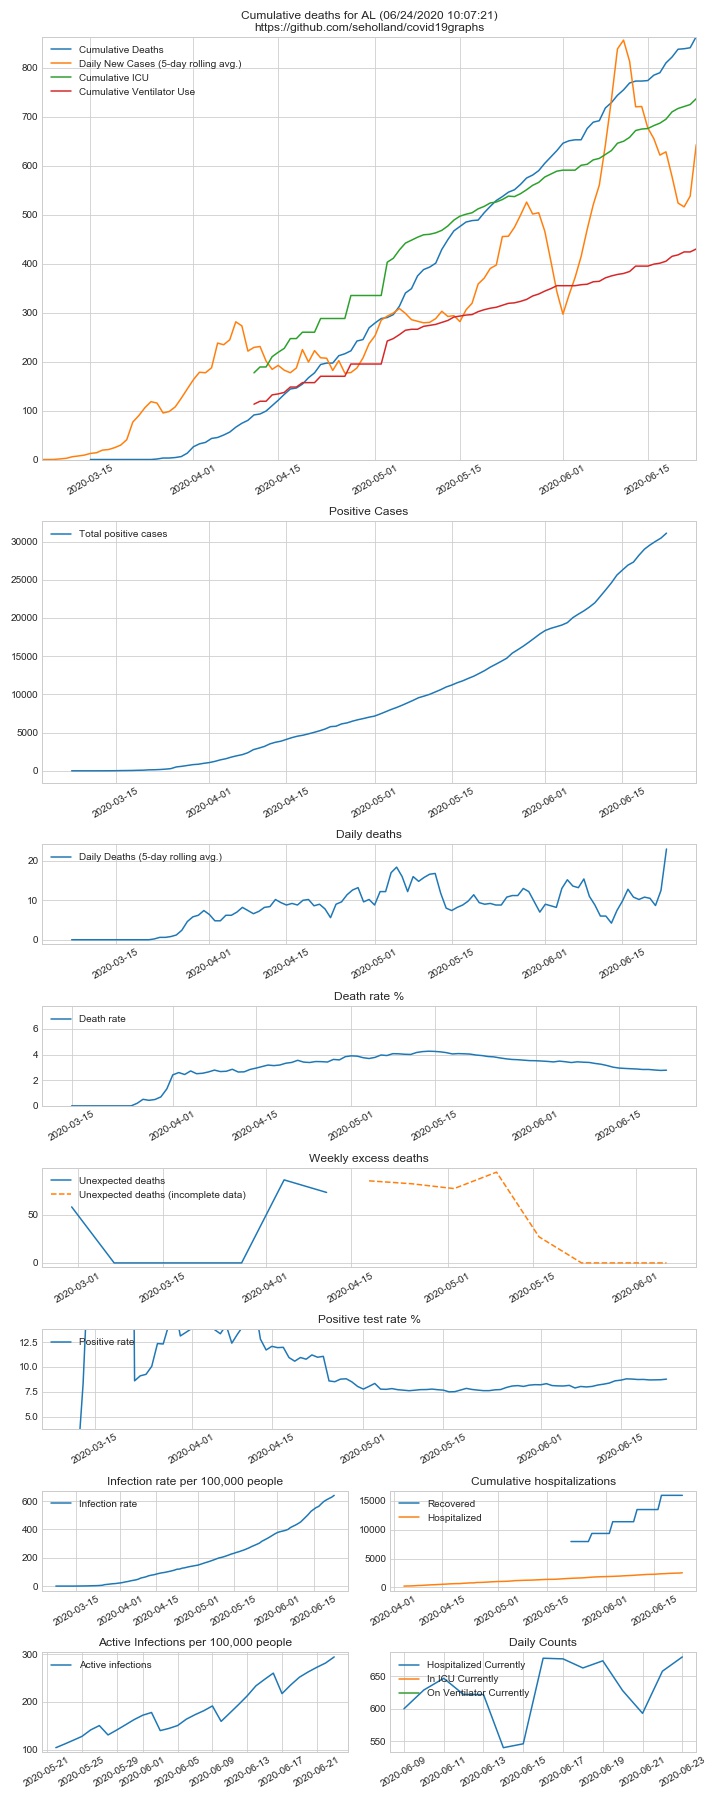 Cumulative deaths for AL (06/24/2020 10:07:21)
https://github.com/seholland/covid19graphs
Cumulative Deaths
Daily New Cases (5-day rolling avg.)
Cumulative ICU
Cumulative Ventilator Use
800
700
600
500
400
300
200
100
0
2020-03-15 2020-04-01 2020-04-15 2020-05-01 2020-05-15 2020-06-01 2020-06-15
Positive Cases
Total positive cases
30000
25000
20000
15000
10000
5000
0
2020-03-15 2020-04-01 2020-04-15 2020-05-01 2020-05-15 2020-06-01 2020-06-15
Daily deaths
Daily Deaths (5-day rolling avg.)
20
10
0
2020-03-15 2020-04-01 2020-04-15 2020-05-01 2020-05-15 2020-06-01 2020-06-15
Death rate %
Death rate
6
4
2
0
2020-03-15 2020-04-01 2020-04-15 2020-05-01 2020-05-15 2020-06-01 2020-06-15
Weekly excess deaths
Unexpected deaths
Unexpected deaths (incomplete data)
50
0
2020-03-01 2020-03-15 2020-04-01 2020-04-15 2020-05-01 2020-05-15 2020-06-01
Positive test rate %
Positive rate
12.5
10.0
7.5
5.0
2020-03-15 2020-04-01 2020-04-15 2020-05-01 2020-05-15 2020-06-01 2020-06-15
Infection rate per 100,000 people
Infection rate
600
400
200
0
2020-03-15 2020-04-01 2020-04-15 2020-05-01 2020-05-15 2020-06-01 2020-06-15
Cumulative hospitalizations
Recovered
Hospitalized
15000
10000
5000
0
2020-04-01 2020-04-15 2020-05-01 2020-05-15 2020-06-01 2020-06-15
Active Infections per 100,000 people
Active infections
300
200
100
2020-05-21 2020-05-25 2020-05-29 2020-06-01 2020-06-05 2020-06-09 2020-06-13 2020-06-17 2020-06-21
Daily Counts
Hospitalized Currently
In ICU Currently
On Ventilator Currently
650
600
550
2020-06-09 2020-06-11 2020-06-13 2020-06-15 2020-06-17 2020-06-19 2020-06-21 2020-06-23